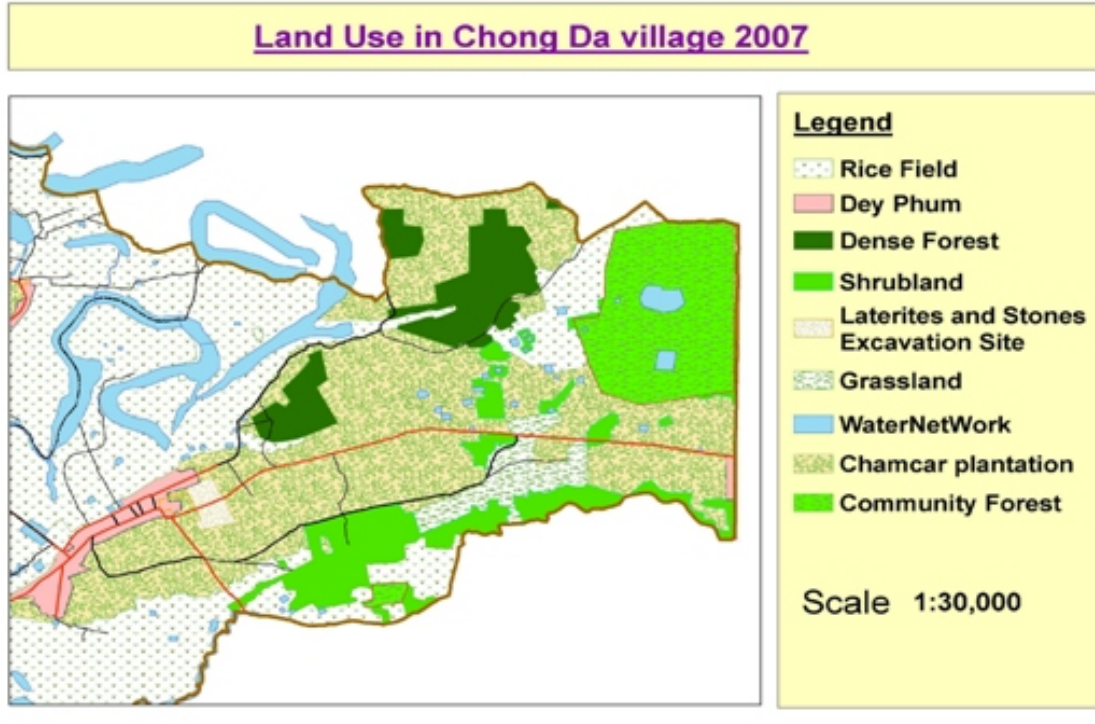 Land Use in Chong Da village 2007
Legend
Rice Field
Dey Phum
Dense Forest
Shrubland
Laterites and Stones
Excavation Site
Grassland
WaterNetWork
Chamcar plantation
Community Forest
Scale 1:30,000